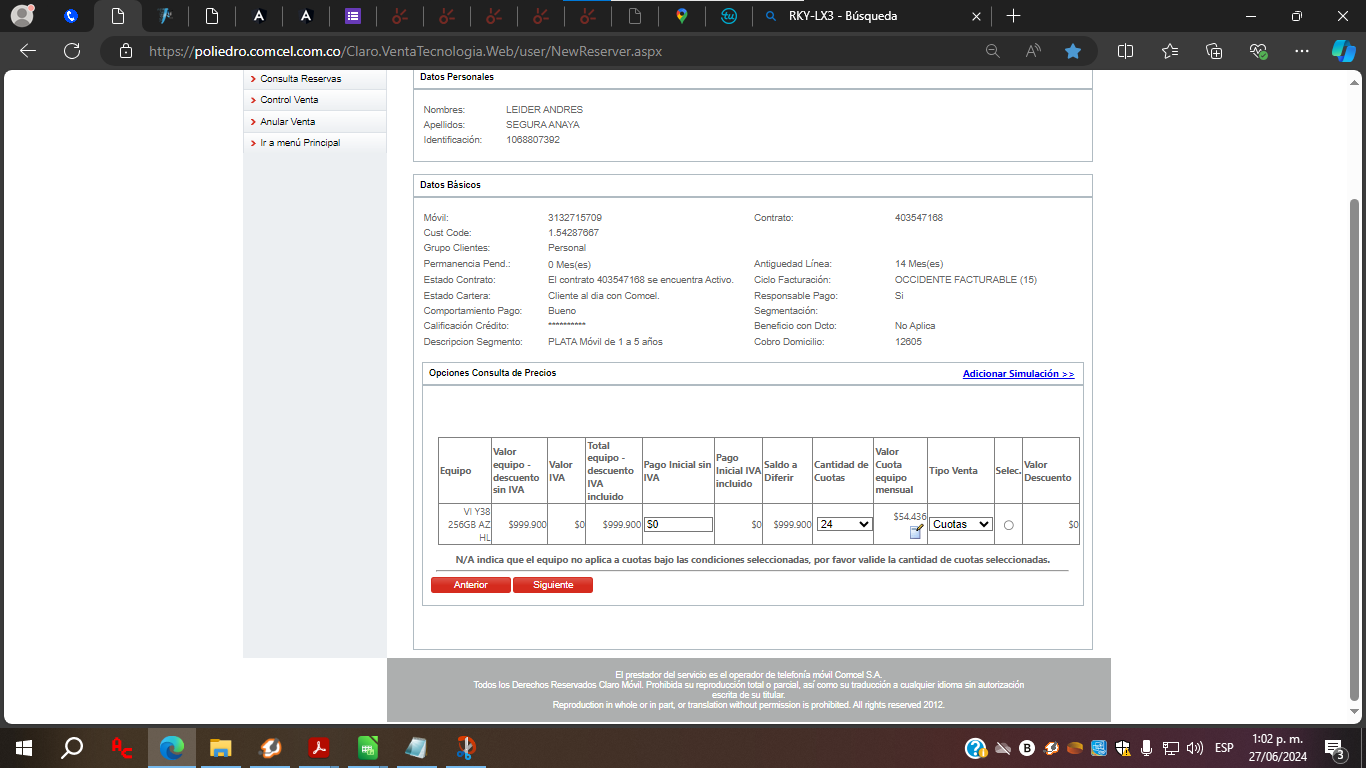 RKY-LX3 - Búsqueda
https://poliedro.comcel.com.co/Claro.VentaTecnologia.Web/user/NewReserver.aspx
Consulta Reservas
Control Venta
Anular Venta
Ir a menú Principal
Datos Personales
Nombres: LEIDER ANDRES
Apellidos: SEGURA ANAYA
Identificación: 1068807392
Datos Básicos
Móvil: 3132715709 Contrato: 403547168
Cust Code: 1.54287667
Grupo Clientes: Personal
Permanencia Pend.: 0 Mes(es) Antiguedad Línea: 14 Mes(es)
Estado Contrato: El contrato 403547168 se encuentra Activo. Ciclo Facturación: OCCIDENTE FACTURABLE (15)
Estado Cartera: Cliente al dia con Comcel. Responsable Pago: Si
Comportamiento Pago: Bueno Segmentación:
Calificación Crédito: ********** Beneficio con Dcto: No Aplica
Descripcion Segmento: PLATA Móvil de 1 a 5 años Cobro Domicilio: 12605
Opciones Consulta de Precios Adicionar Simulación >>
Equipo
Valor
equipo -
descuento
sin IVA
Valor
IVA
Total
equipo -
descuento
IVA
incluido
Pago Inicial sin
IVA
Pago
Inicial IVA
incluido
Saldo a
Diferir
Cantidad de
Cuotas
Valor
Cuota
equipo
mensual
Tipo Venta
Selec.
Valor
Descuento
VI Y38
256GB AZ
HL
$999.900
$0
$999.900
$0
$0
$999.900
24
$54.436
Cuotas
$0
N/A indica que el equipo no aplica a cuotas bajo las condiciones seleccionadas, por favor valide la cantidad de cuotas seleccionadas.
Anterior Siguiente
El prestador del servicio es el operador de telefonía móvil Comcel S.A.
Todos los Derechos Reservados Claro Móvil. Prohibida su reproducción total o parcial, así como su traducción a cualquier idioma sin autorización
escrita de su titular.
Reproduction in whole or in part, or translation without permission is prohibited. All rights reserved 2012.
ESP
1:02 p. m.
27/06/2024
3